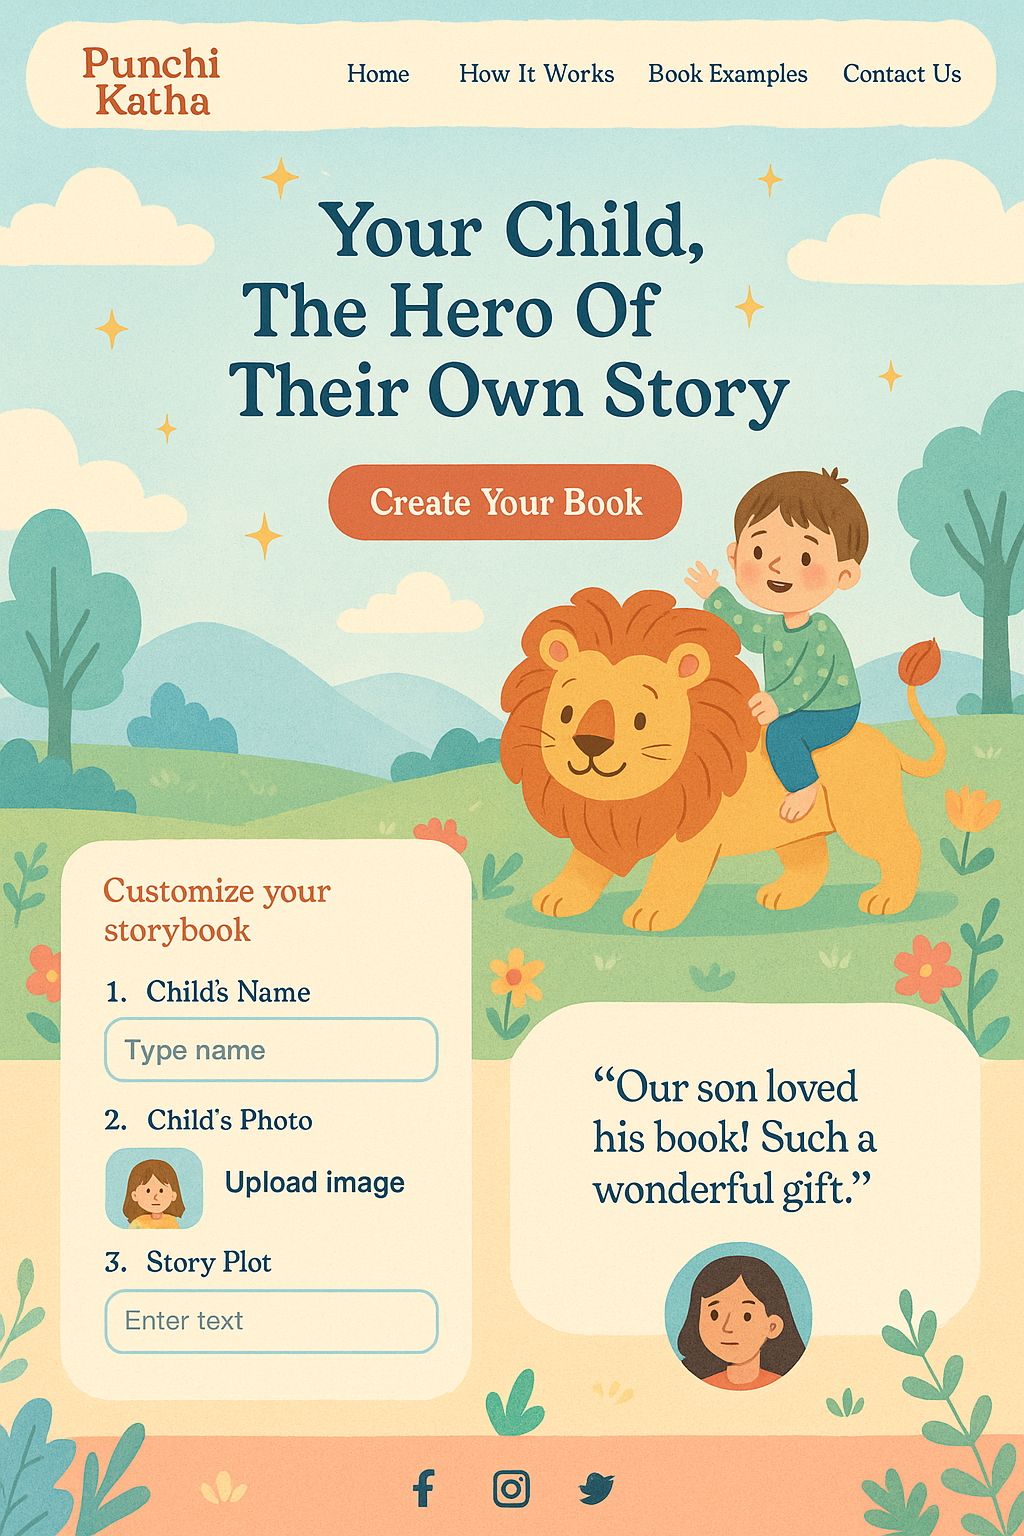 Punchi
Katha
Home
How It Works
Book Examples
Contact Us
Your Child,
The Hero Of
Their Own Story
Create Your Book
Customize your
storybook
1. Child's Name
Type name
2. Child's Photo
Upload image
3. Story Plot
Enter text
“Our son loved
his book! Such a
wonderful gift.”